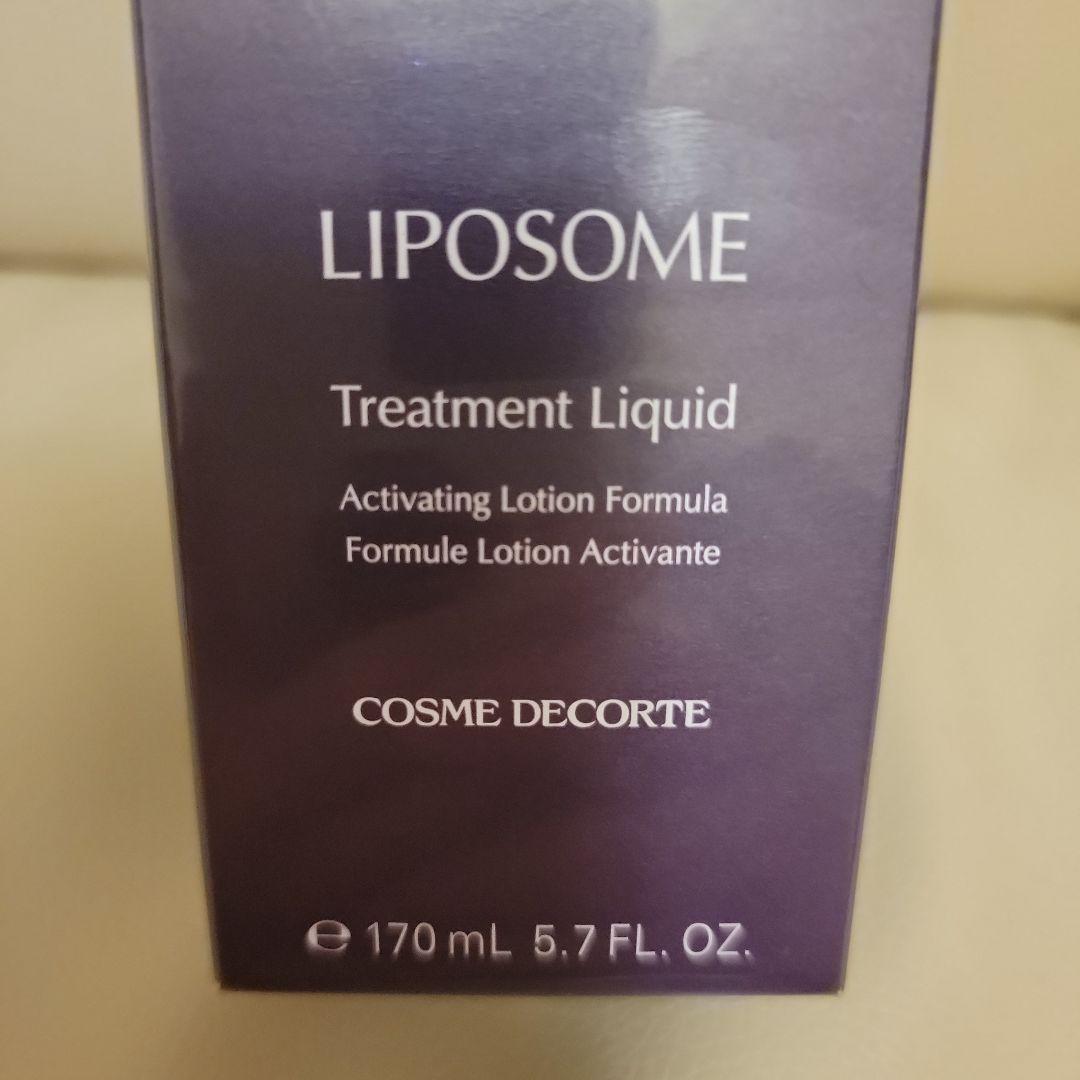 LIPOSOME
Treatment Liquid
Activating Lotion Formula
Formule Lotion Activante
COSME DECORTE
℮ 170 mL 5.7 FL. OZ.